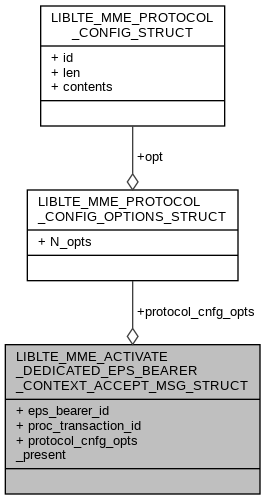 LIBLTE_MME_PROTOCOL
_CONFIG_STRUCT
+ id
+ len
+ contents
+opt
LIBLTE_MME_PROTOCOL
_CONFIG_OPTIONS_STRUCT
+ N_opts
+protocol_cnfg_opts
LIBLTE_MME_ACTIVATE
_DEDICATED_EPS_BEARER
_CONTEXT_ACCEPT_MSG_STRUCT
+ eps_bearer_id
+ proc_transaction_id
+ protocol_cnfg_opts
_present